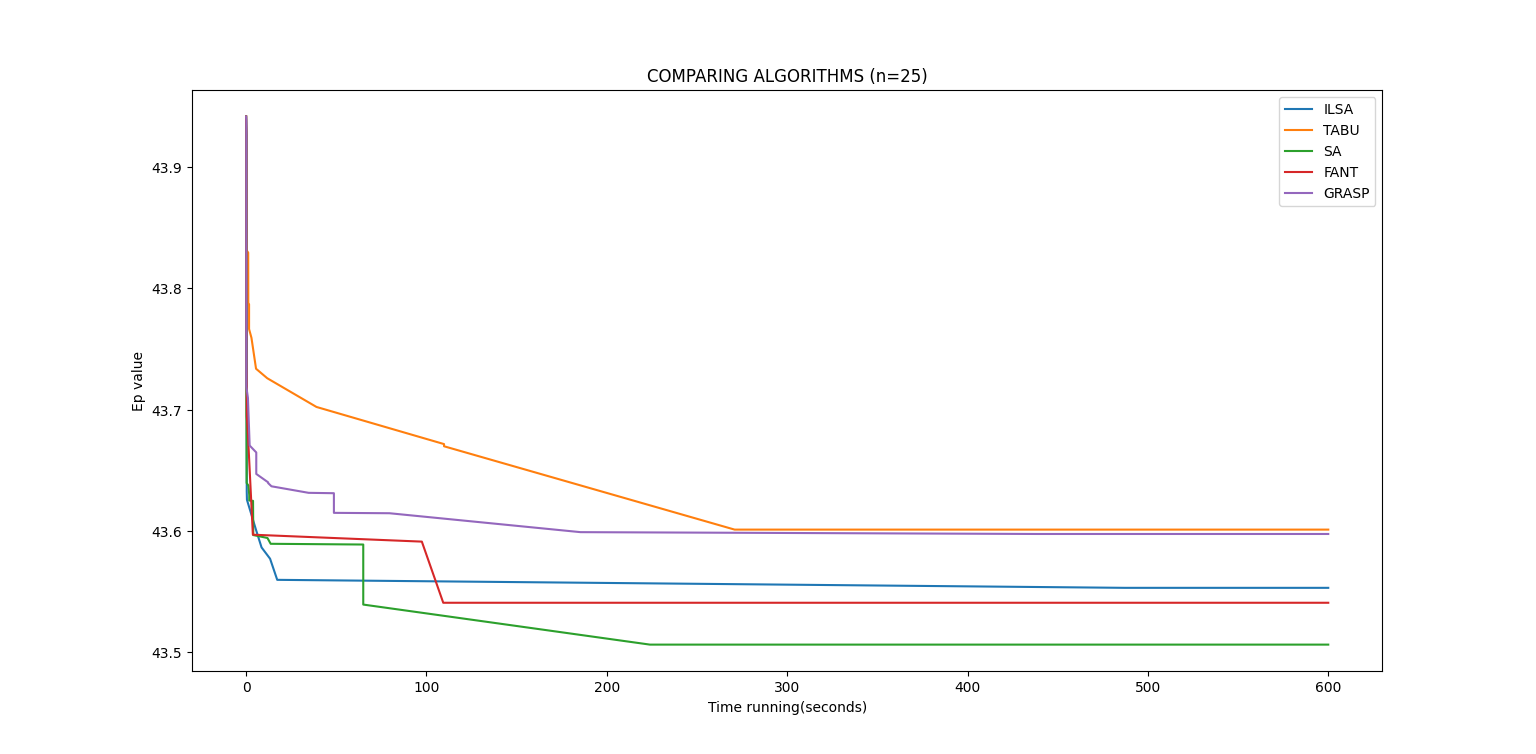 COMPARING ALGORITHMS (n=25)
ILSA
TABU
SA
FANT
GRASP
Ep value
43.9
43.8
43.7
43.6
43.5
0 100 200 300 400 500 600
Time running(seconds)